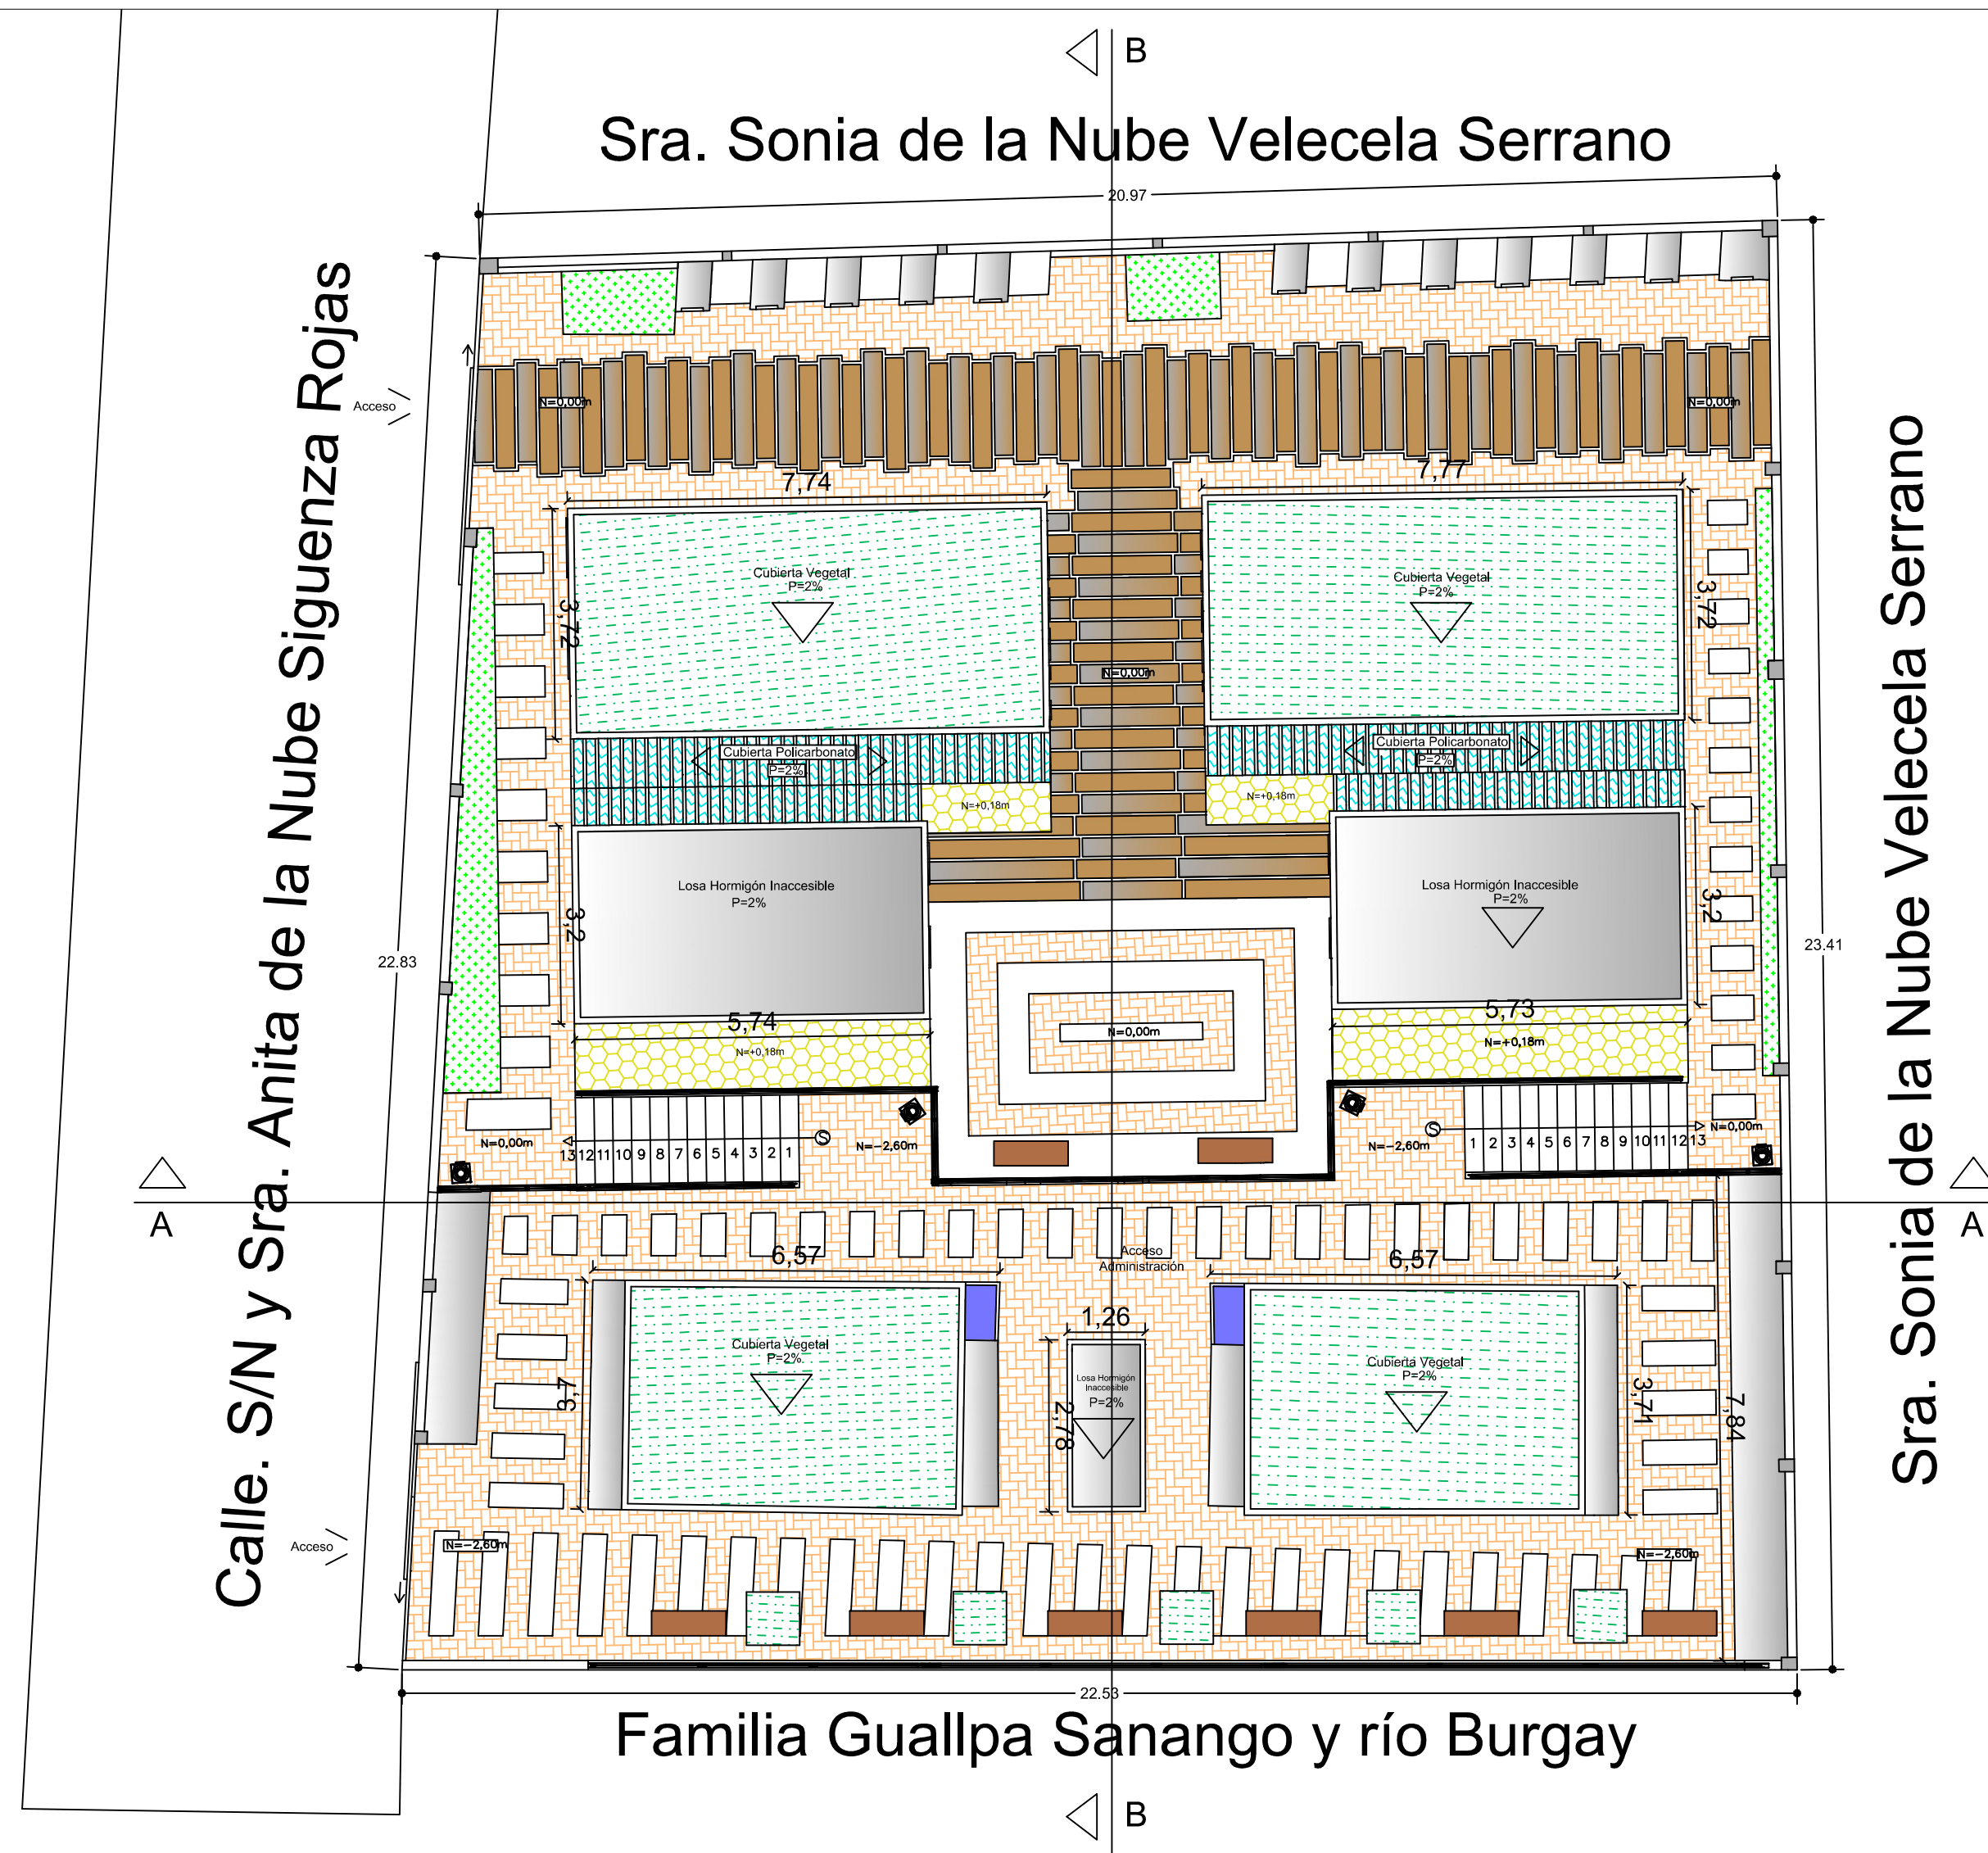 B
Sra. Sonia de la Nube Velecela Serrano
20.97
Calle. S/N y Sra. Anita de la Nube Siguenza Rojas
Sra. Sonia de la Nube Velecela Serrano
Acceso
N=0,00m
N=0,00m
7,74
7,77
Cubierta Vegetal
P=2%
Cubierta Vegetal
P=2%
3,72
3,72
N=0,00m
Cubierta Policarbonato
P=2%
Cubierta Policarbonato
P=2%
N=+0,18m
N=+0,18m
Losa Hormigón Inaccesible
P=2%
Losa Hormigón Inaccesible
P=2%
3,2
3,2
22.83
23.41
5,74
5,73
N=+0,18m
N=0,00m
N=+0,18m
N=0,00m
13 12 11 10 9 8 7 6 5 4 3 2 1
S
N=-2,60m
N=-2,60m
S
1 2 3 4 5 6 7 8 9 10 11 12 13
N=0,00m
A
A
6,57
Acceso
Administración
6,57
1,26
Cubierta Vegetal
P=2%
Losa Hormigón
Inaccesible
P=2%
Cubierta Vegetal
P=2%
3,7
2,78
3,71
7,84
Acceso
N=-2,60m
N=-2,60m
22.53
Familia Guallpa Sanango y río Burgay
B